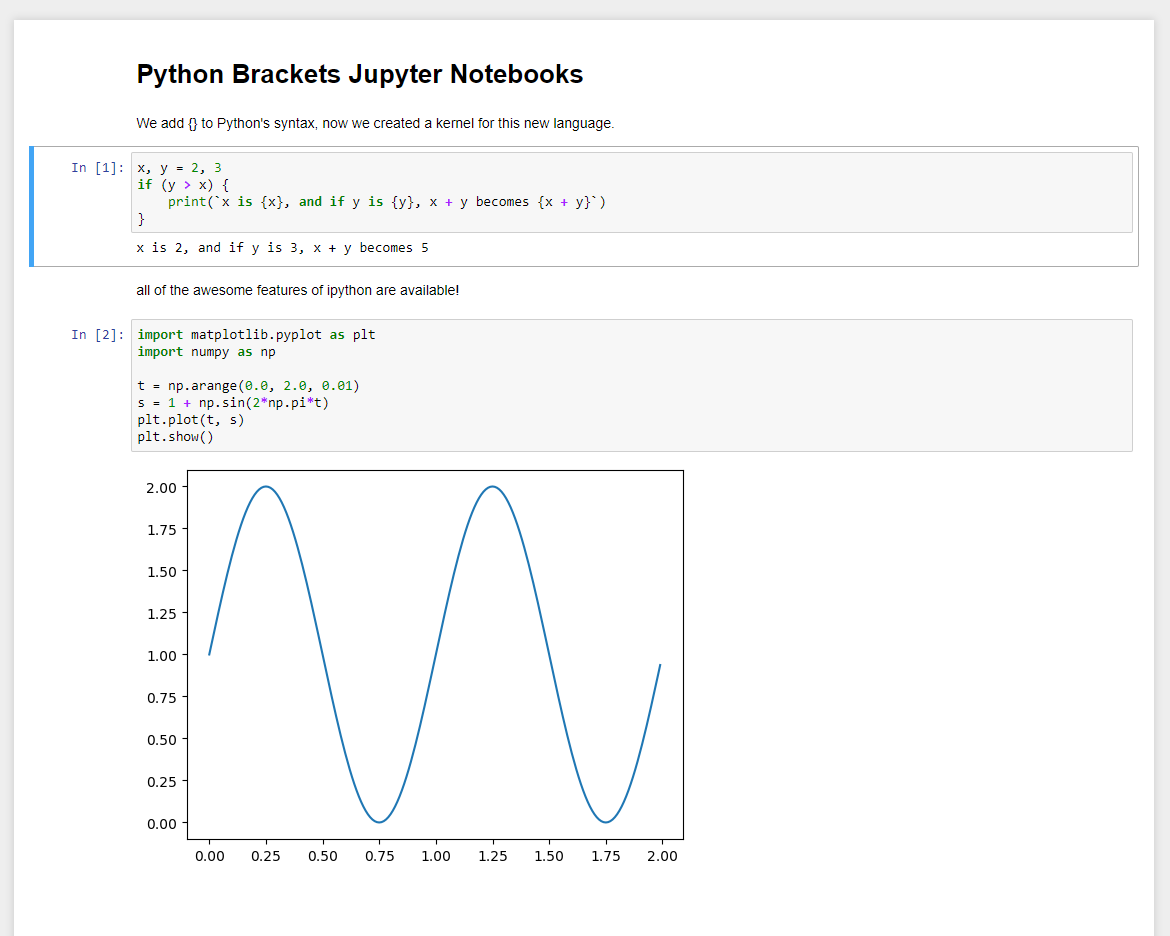 Python Brackets Jupyter Notebooks
We add {} to Python's syntax, now we created a kernel for this new language.
In [1]:
x, y = 2, 3
if (y > x) {
    print(`x is {x}, and if y is {y}, x + y becomes {x + y}`)
}
x is 2, and if y is 3, x + y becomes 5
all of the awesome features of ipython are available!
In [2]:
import matplotlib.pyplot as plt
import numpy as np

t = np.arange(0.0, 2.0, 0.01)
s = 1 + np.sin(2*np.pi*t)
plt.plot(t, s)
plt.show()
2.00
1.75
1.50
1.25
1.00
0.75
0.50
0.25
0.00
0.00 0.25 0.50 0.75 1.00 1.25 1.50 1.75 2.00